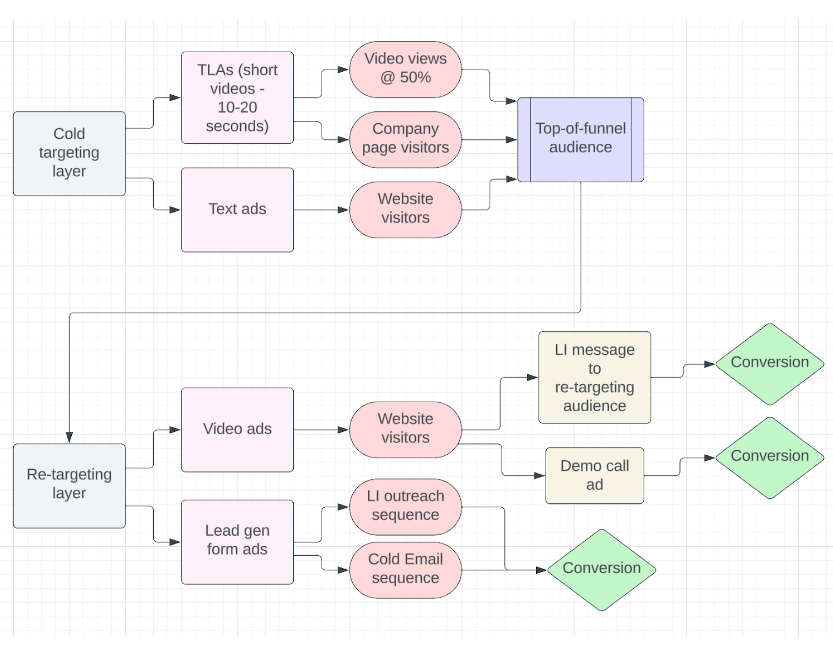 TLAs (short
videos -
10-20
seconds)
Video views
@ 50%
Cold
targeting
layer
Company
page visitors
Top-of-funnel
audience
Text ads
Website
visitors
LI message
to
re-targeting
audience
Conversion
Video ads
Website
visitors
Re-targeting
layer
Demo call
ad
Conversion
Lead gen
form ads
LI outreach
sequence
Cold Email
sequence
Conversion